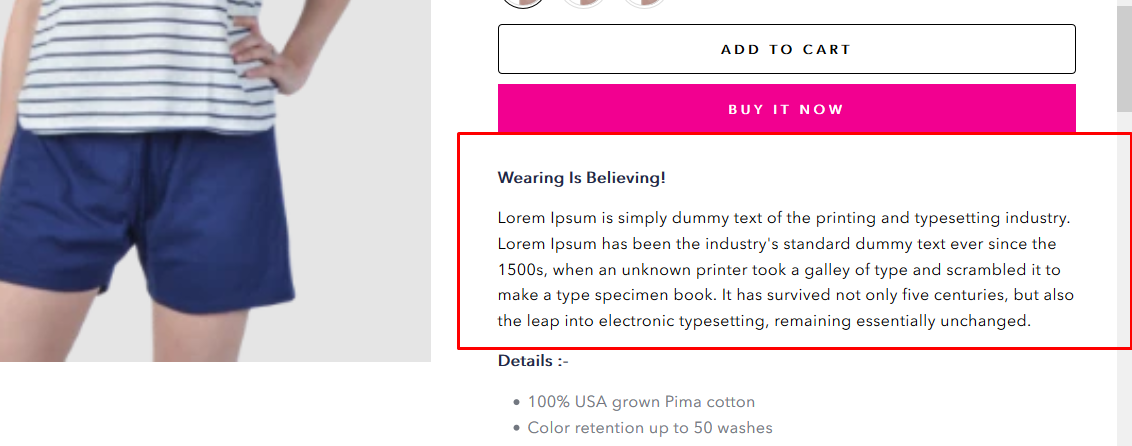 ADD TO CART
BUY IT NOW
Wearing Is Believing!
Lorem Ipsum is simply dummy text of the printing and typesetting industry.
Lorem Ipsum has been the industry's standard dummy text ever since the
1500s, when an unknown printer took a galley of type and scrambled it to
make a type specimen book. It has survived not only five centuries, but also
the leap into electronic typesetting, remaining essentially unchanged.
Details :-
• 100% USA grown Pima cotton
• Color retention up to 50 washes